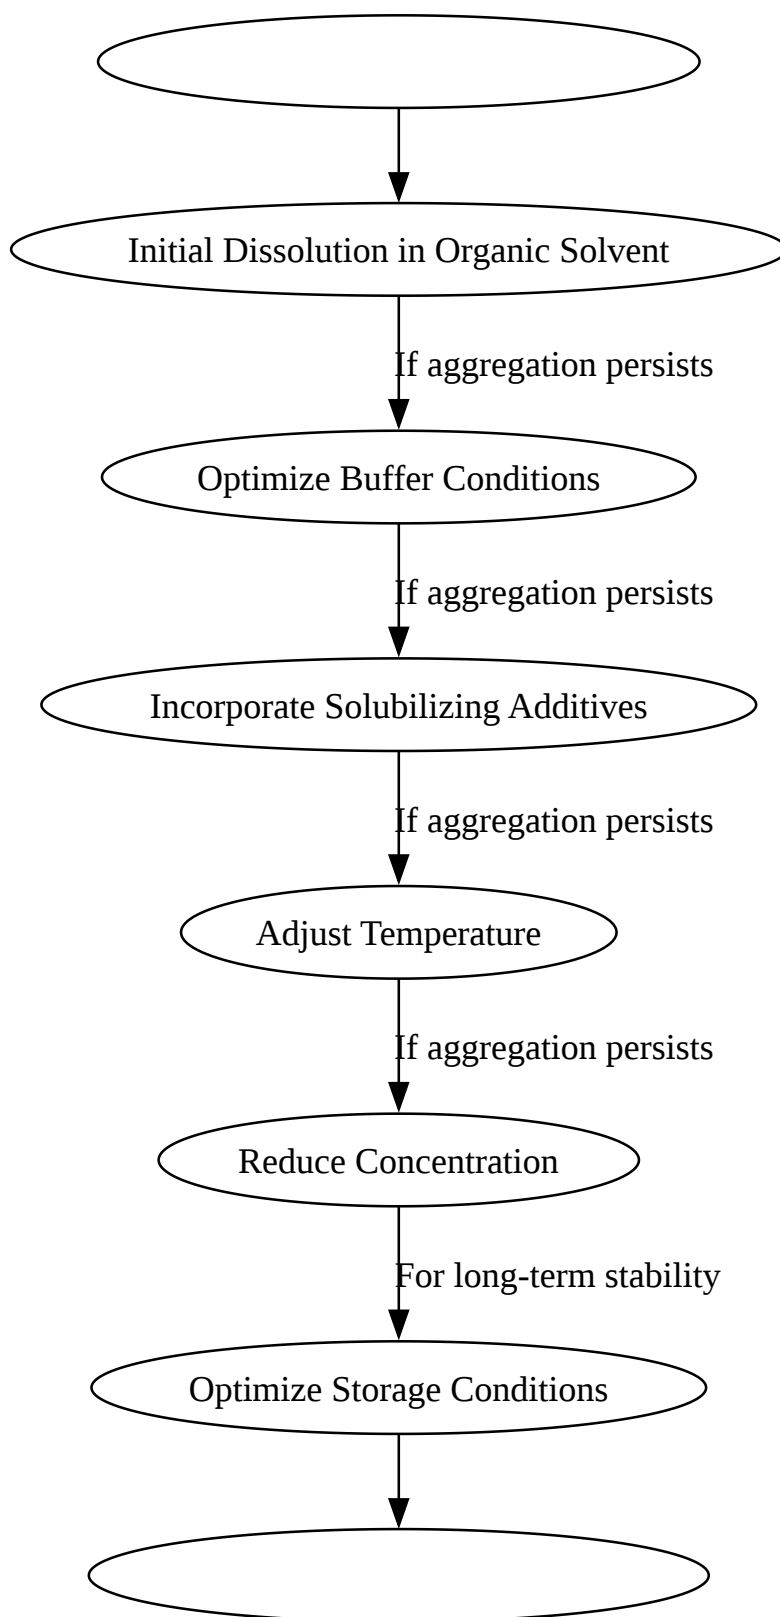 Initial Dissolution in Organic Solvent
If aggregation persists
Optimize Buffer Conditions
If aggregation persists
Incorporate Solubilizing Additives
If aggregation persists
Adjust Temperature
If aggregation persists
Reduce Concentration
For long-term stability
Optimize Storage Conditions